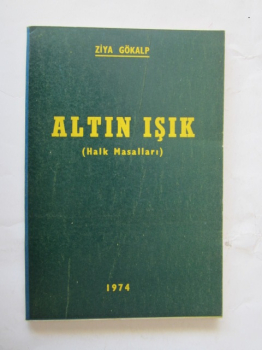 ZİYA GÖKALP
ALTIN IŞIK
(Halk Masalları)
1974